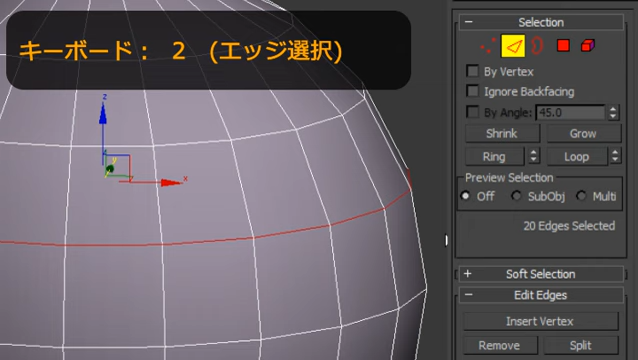 キーボード： 2 (エッジ選択)
Selection
By Vertex
Ignore Backfacing
By Angle: 45.0
Shrink Grow
Ring Loop
Preview Selection
Off SubObj Multi
20 Edges Selected
+ Soft Selection
− Edit Edges
Insert Vertex
Remove Split
z
y
x